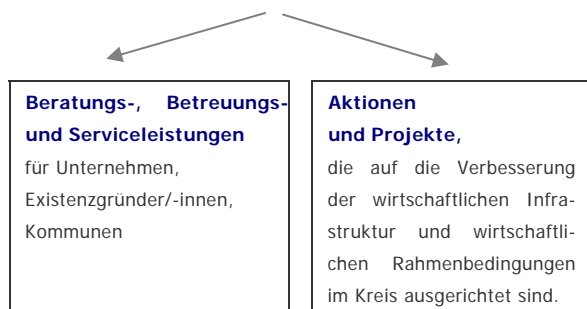 Beratungs-, Betreuungs-
und Serviceleistungen
für Unternehmen,
Existenzgründer/-innen,
Kommunen
Aktionen
und Projekte,
die auf die Verbesserung
der wirtschaftlichen Infra-
struktur und wirtschaftli-
chen Rahmenbedingungen
im Kreis ausgerichtet sind.